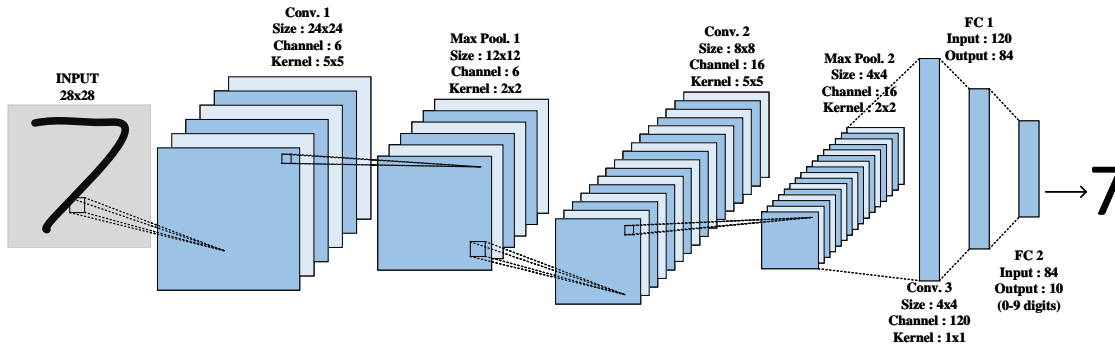 INPUT
28x28
Conv. 1
Size : 24x24
Channel : 6
Kernel : 5x5
Max Pool. 1
Size : 12x12
Channel : 6
Kernel : 2x2
Conv. 2
Size : 8x8
Channel : 16
Kernel : 5x5
Max Pool. 2
Size : 4x4
Channel : 16
Kernel : 2x2
Conv. 3
Size : 4x4
Channel : 120
Kernel : 1x1
FC 1
Input : 120
Output : 84
FC 2
Input : 84
Output : 10
(0-9 digits)
7
7